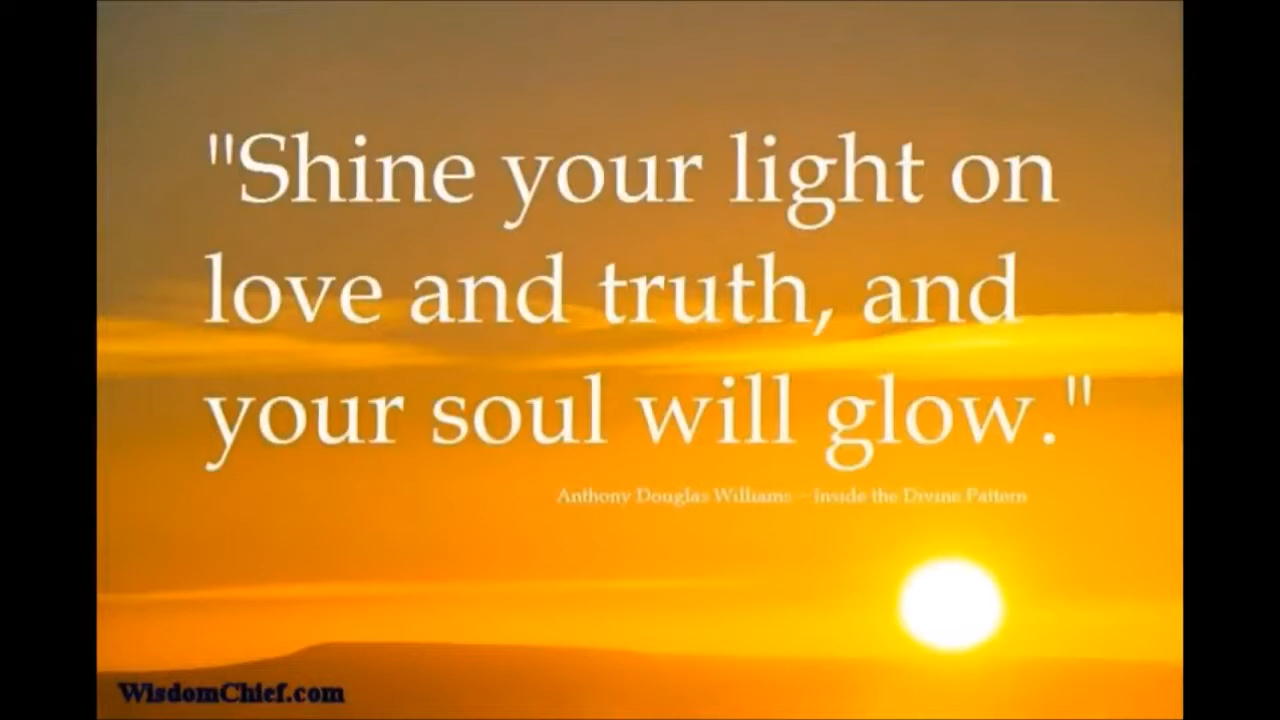 "Shine your light on
love and truth, and
your soul will glow."
Anthony Douglas Williams - Inside the Divine Pattern
WisdomChief.com